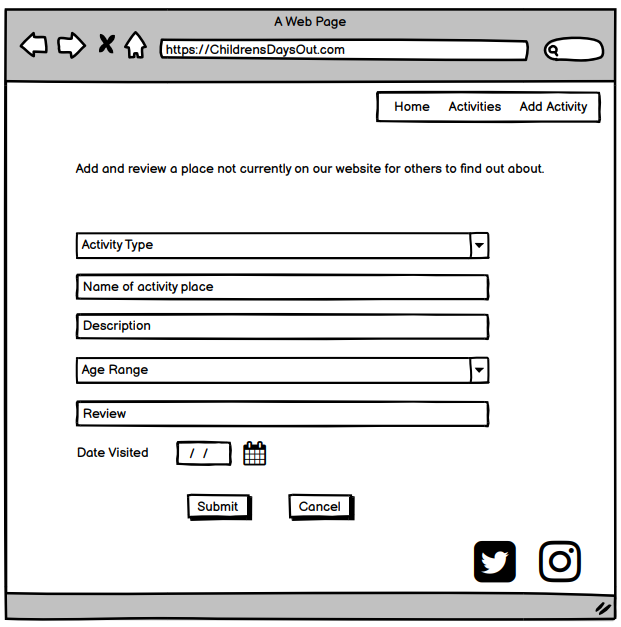 A Web Page
https://ChildrensDaysOut.com
Home Activities Add Activity
Add and review a place not currently on our website for others to find out about.
Activity Type
Name of activity place
Description
Age Range
Review
Date Visited / /
Submit Cancel